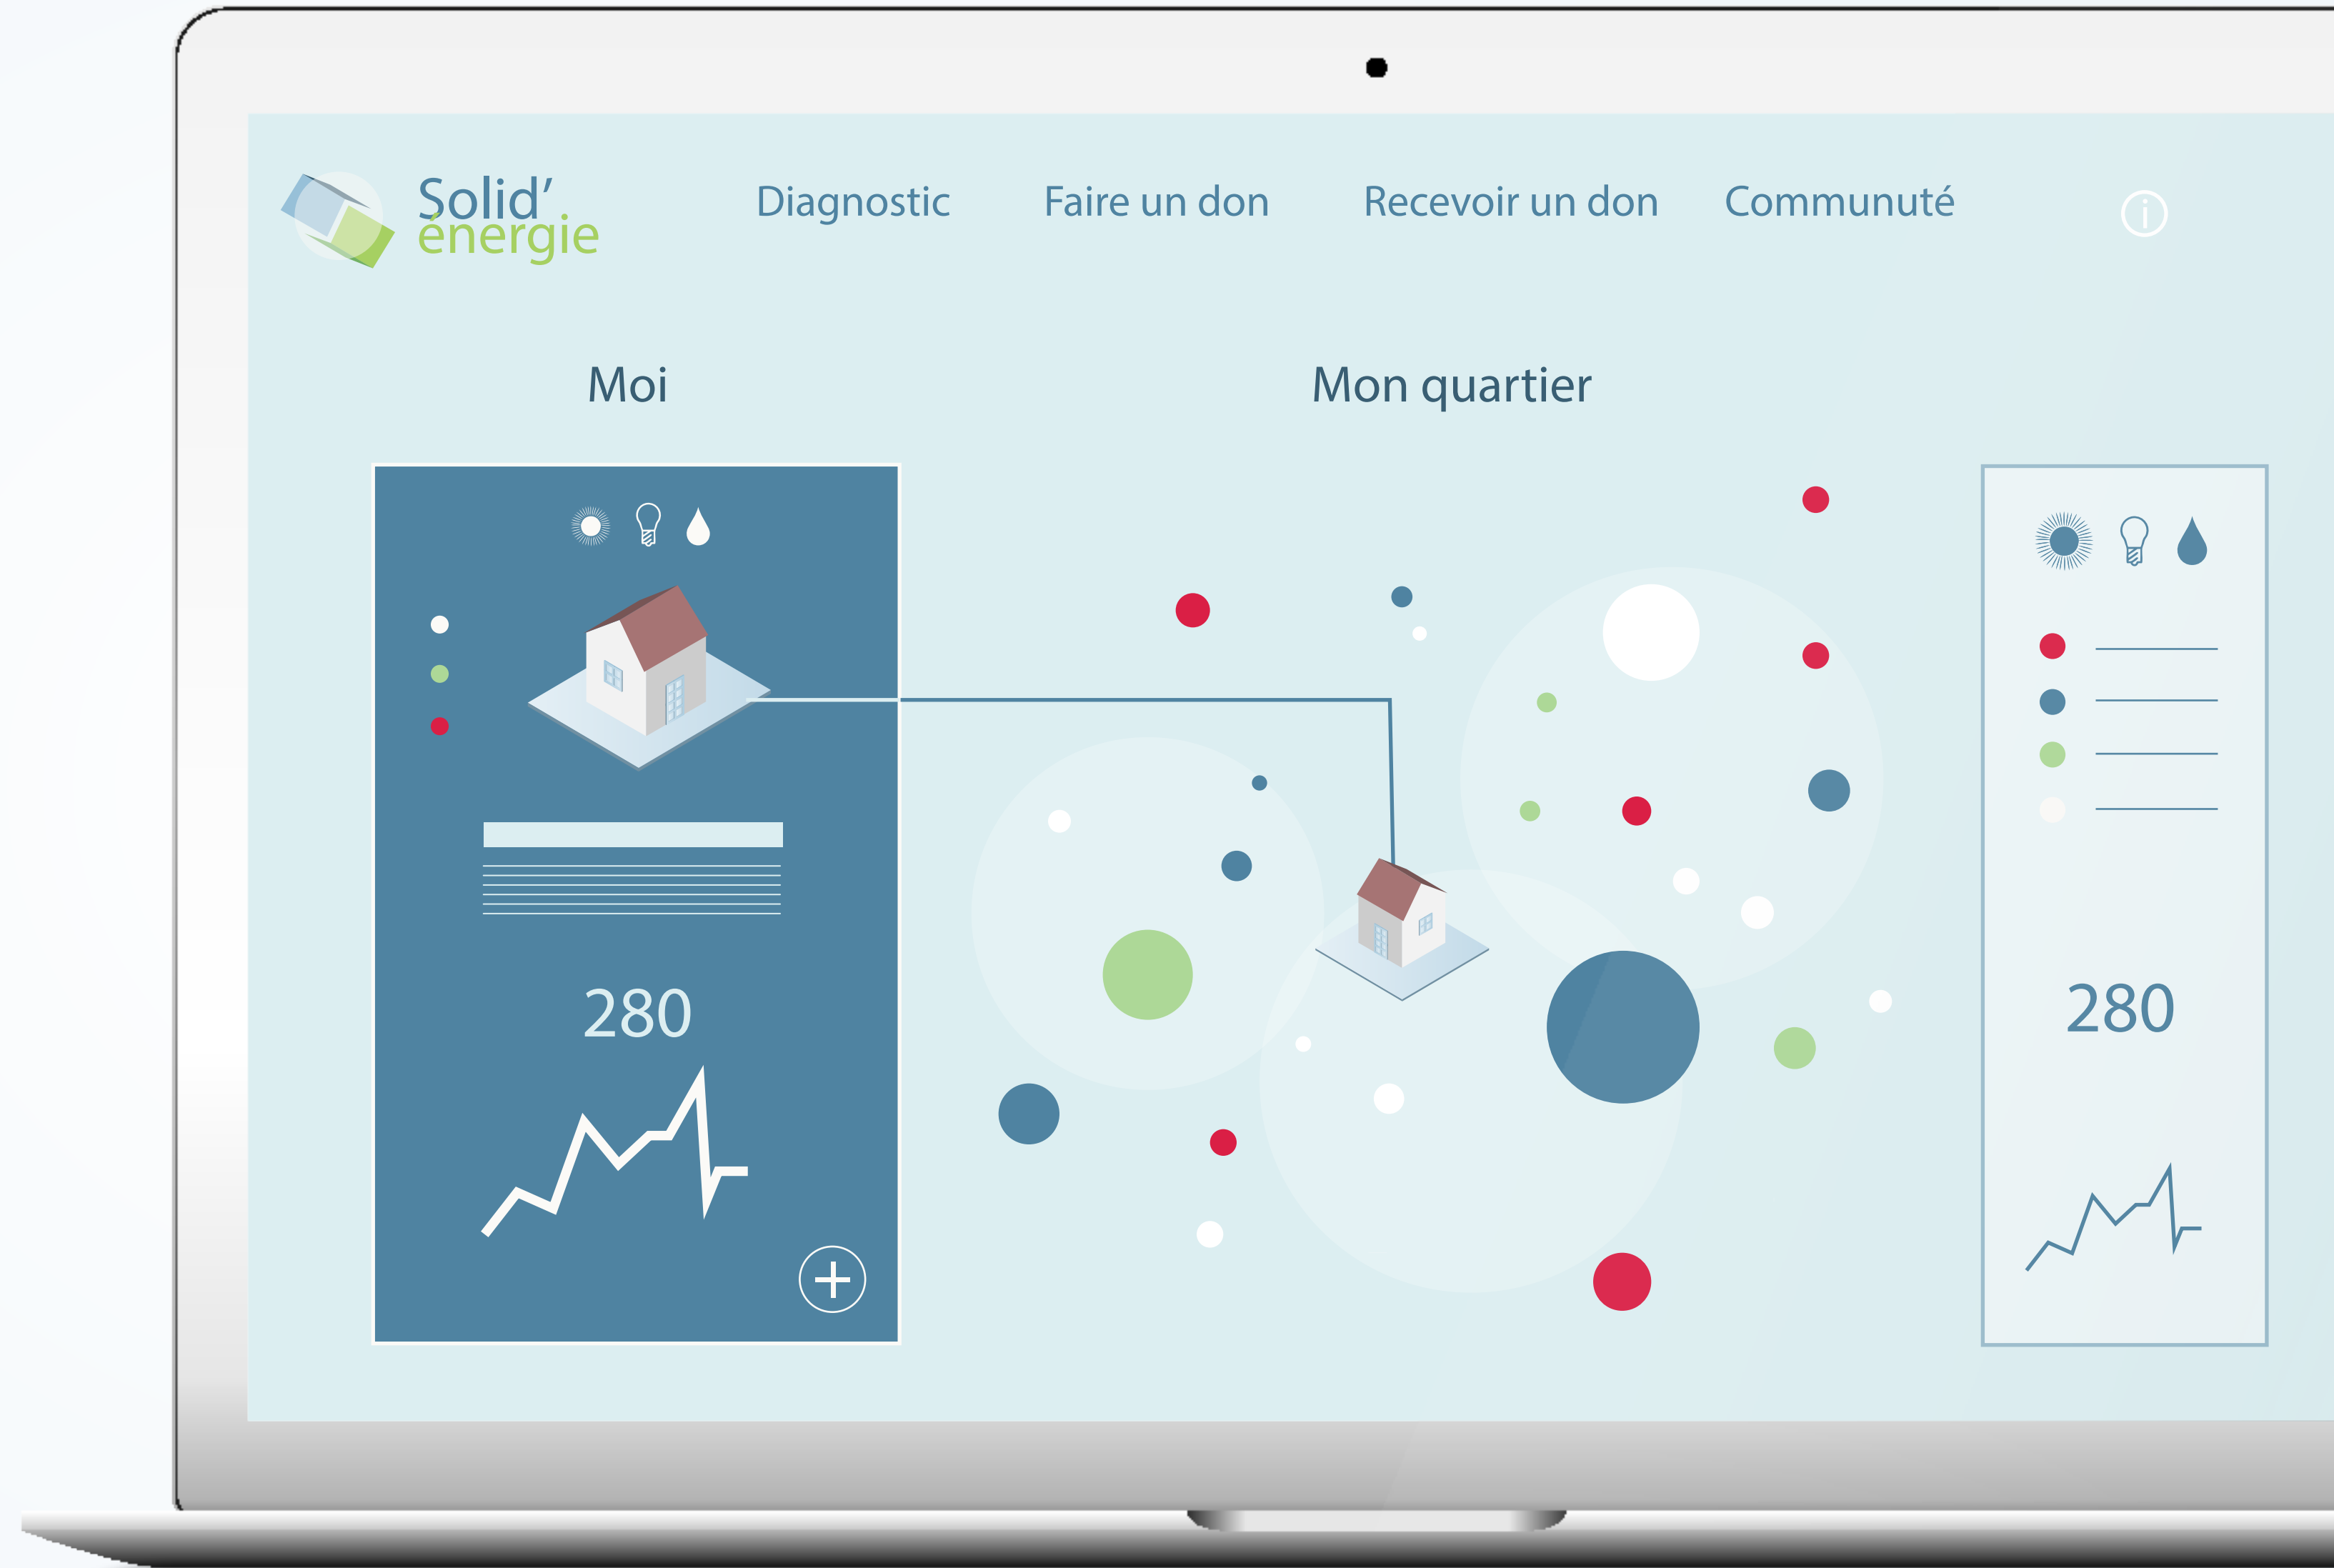 Solid'
énergie
Diagnostic
Faire un don
Recevoir un don
Communuté
i
Moi
Mon quartier
280
280